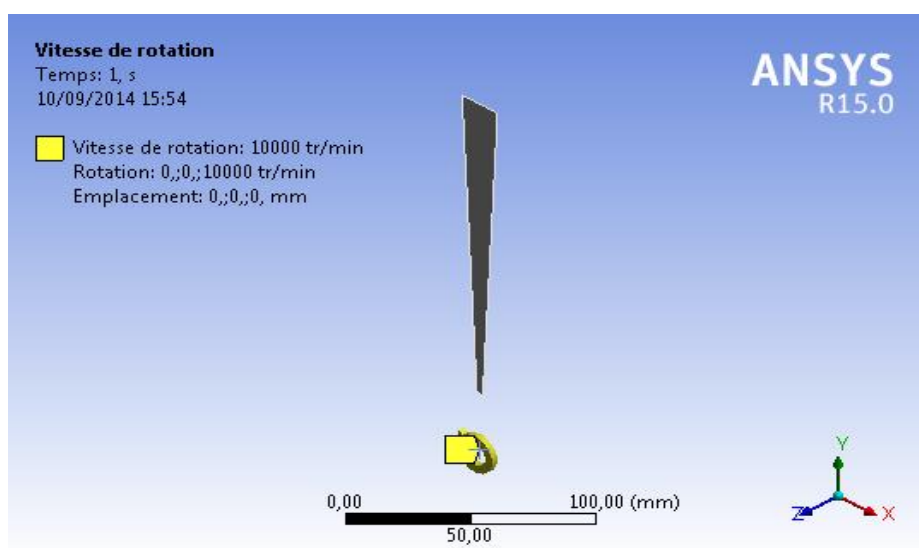 Vitesse de rotation
Temps: 1, s
10/09/2014 15:54
Vitesse de rotation: 10000 tr/min
Rotation: 0,;0,;10000 tr/min
Emplacement: 0,;0,;0, mm
ANSYS
R15.0
0,00
100,00 (mm)
50,00
Y
Z
X